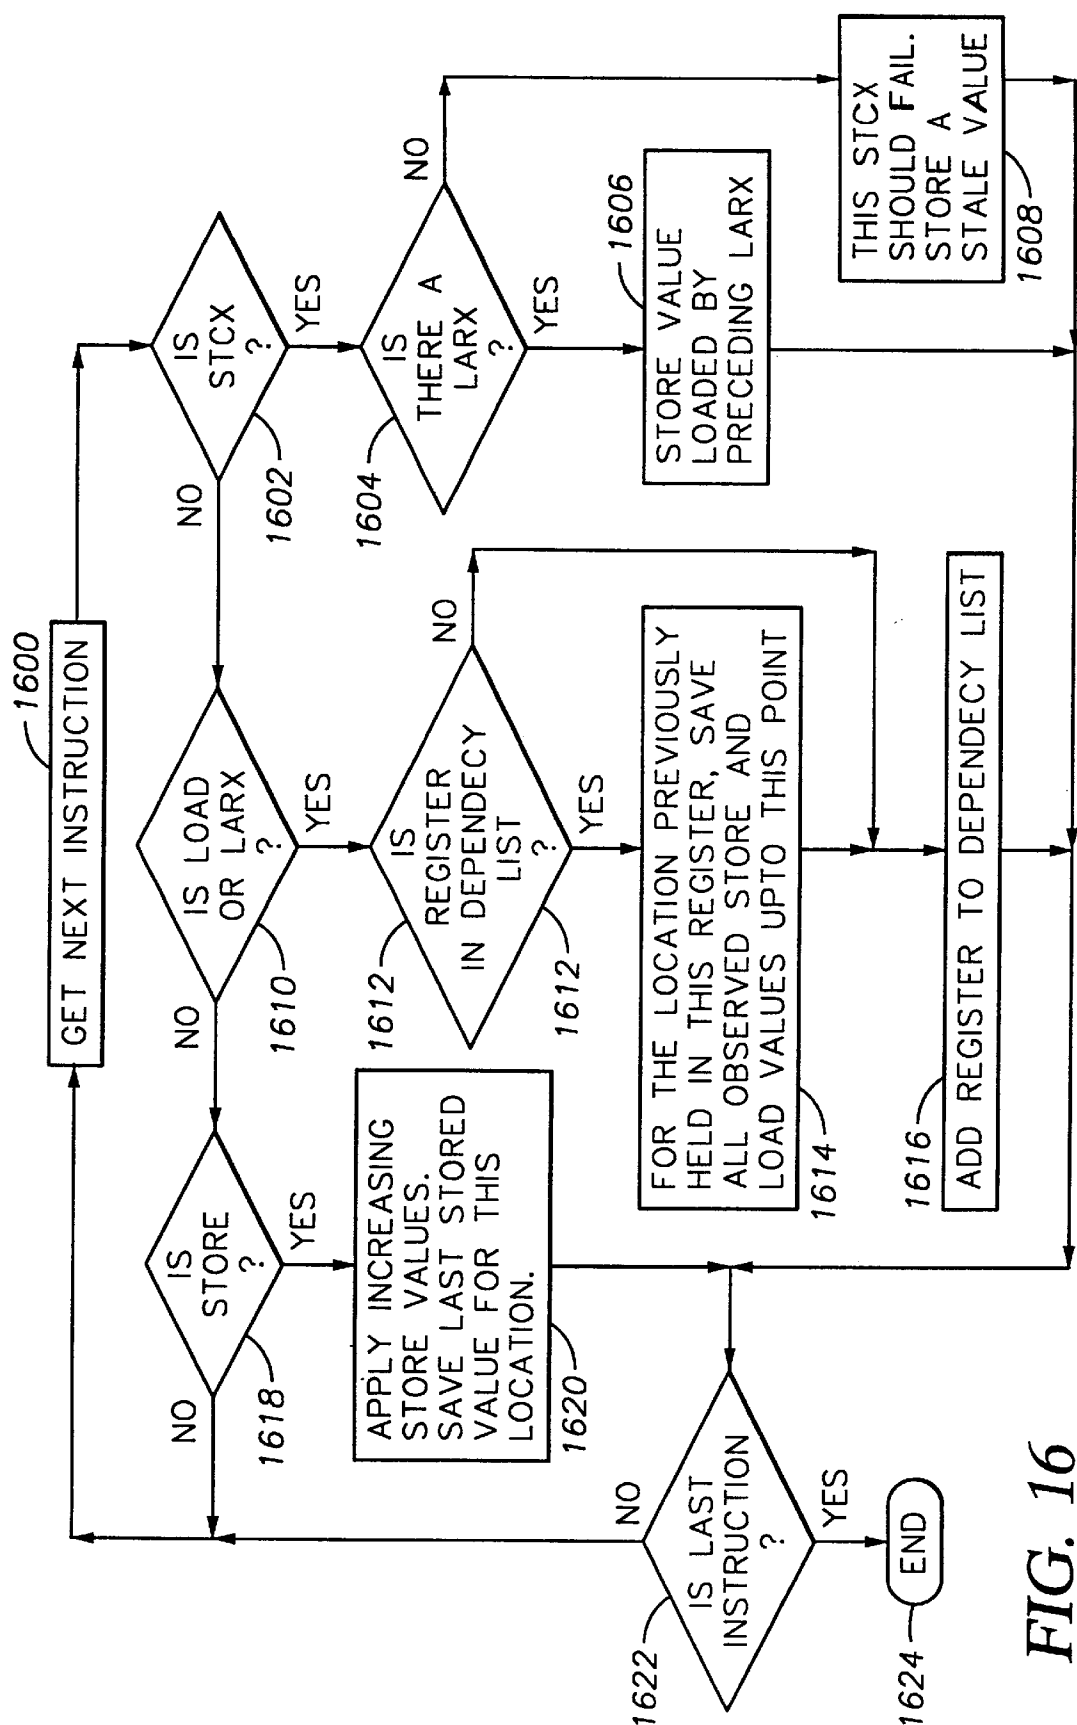 GET NEXT INSTRUCTION
1600
IS
STCX
?
1602
NO
YES
IS
THERE A
LARX
?
1604
NO
YES
STORE VALUE
LOADED BY
PRECEDING LARX
1606
THIS STCX
SHOULD FAIL.
STORE A
STALE VALUE
1608
IS LOAD
OR LARX
?
1610
NO
YES
IS
REGISTER
IN DEPENDECY
LIST
?
1612
1612
NO
YES
FOR THE LOCATION PREVIOUSLY
HELD IN THIS REGISTER, SAVE
ALL OBSERVED STORE AND
LOAD VALUES UPTO THIS POINT
1614
ADD REGISTER TO DEPENDECY LIST
1616
IS
STORE
?
1618
NO
YES
APPLY INCREASING
STORE VALUES.
SAVE LAST STORED
VALUE FOR THIS
LOCATION.
1620
IS LAST
INSTRUCTION
?
1622
NO
YES
END
1624
FIG. 16